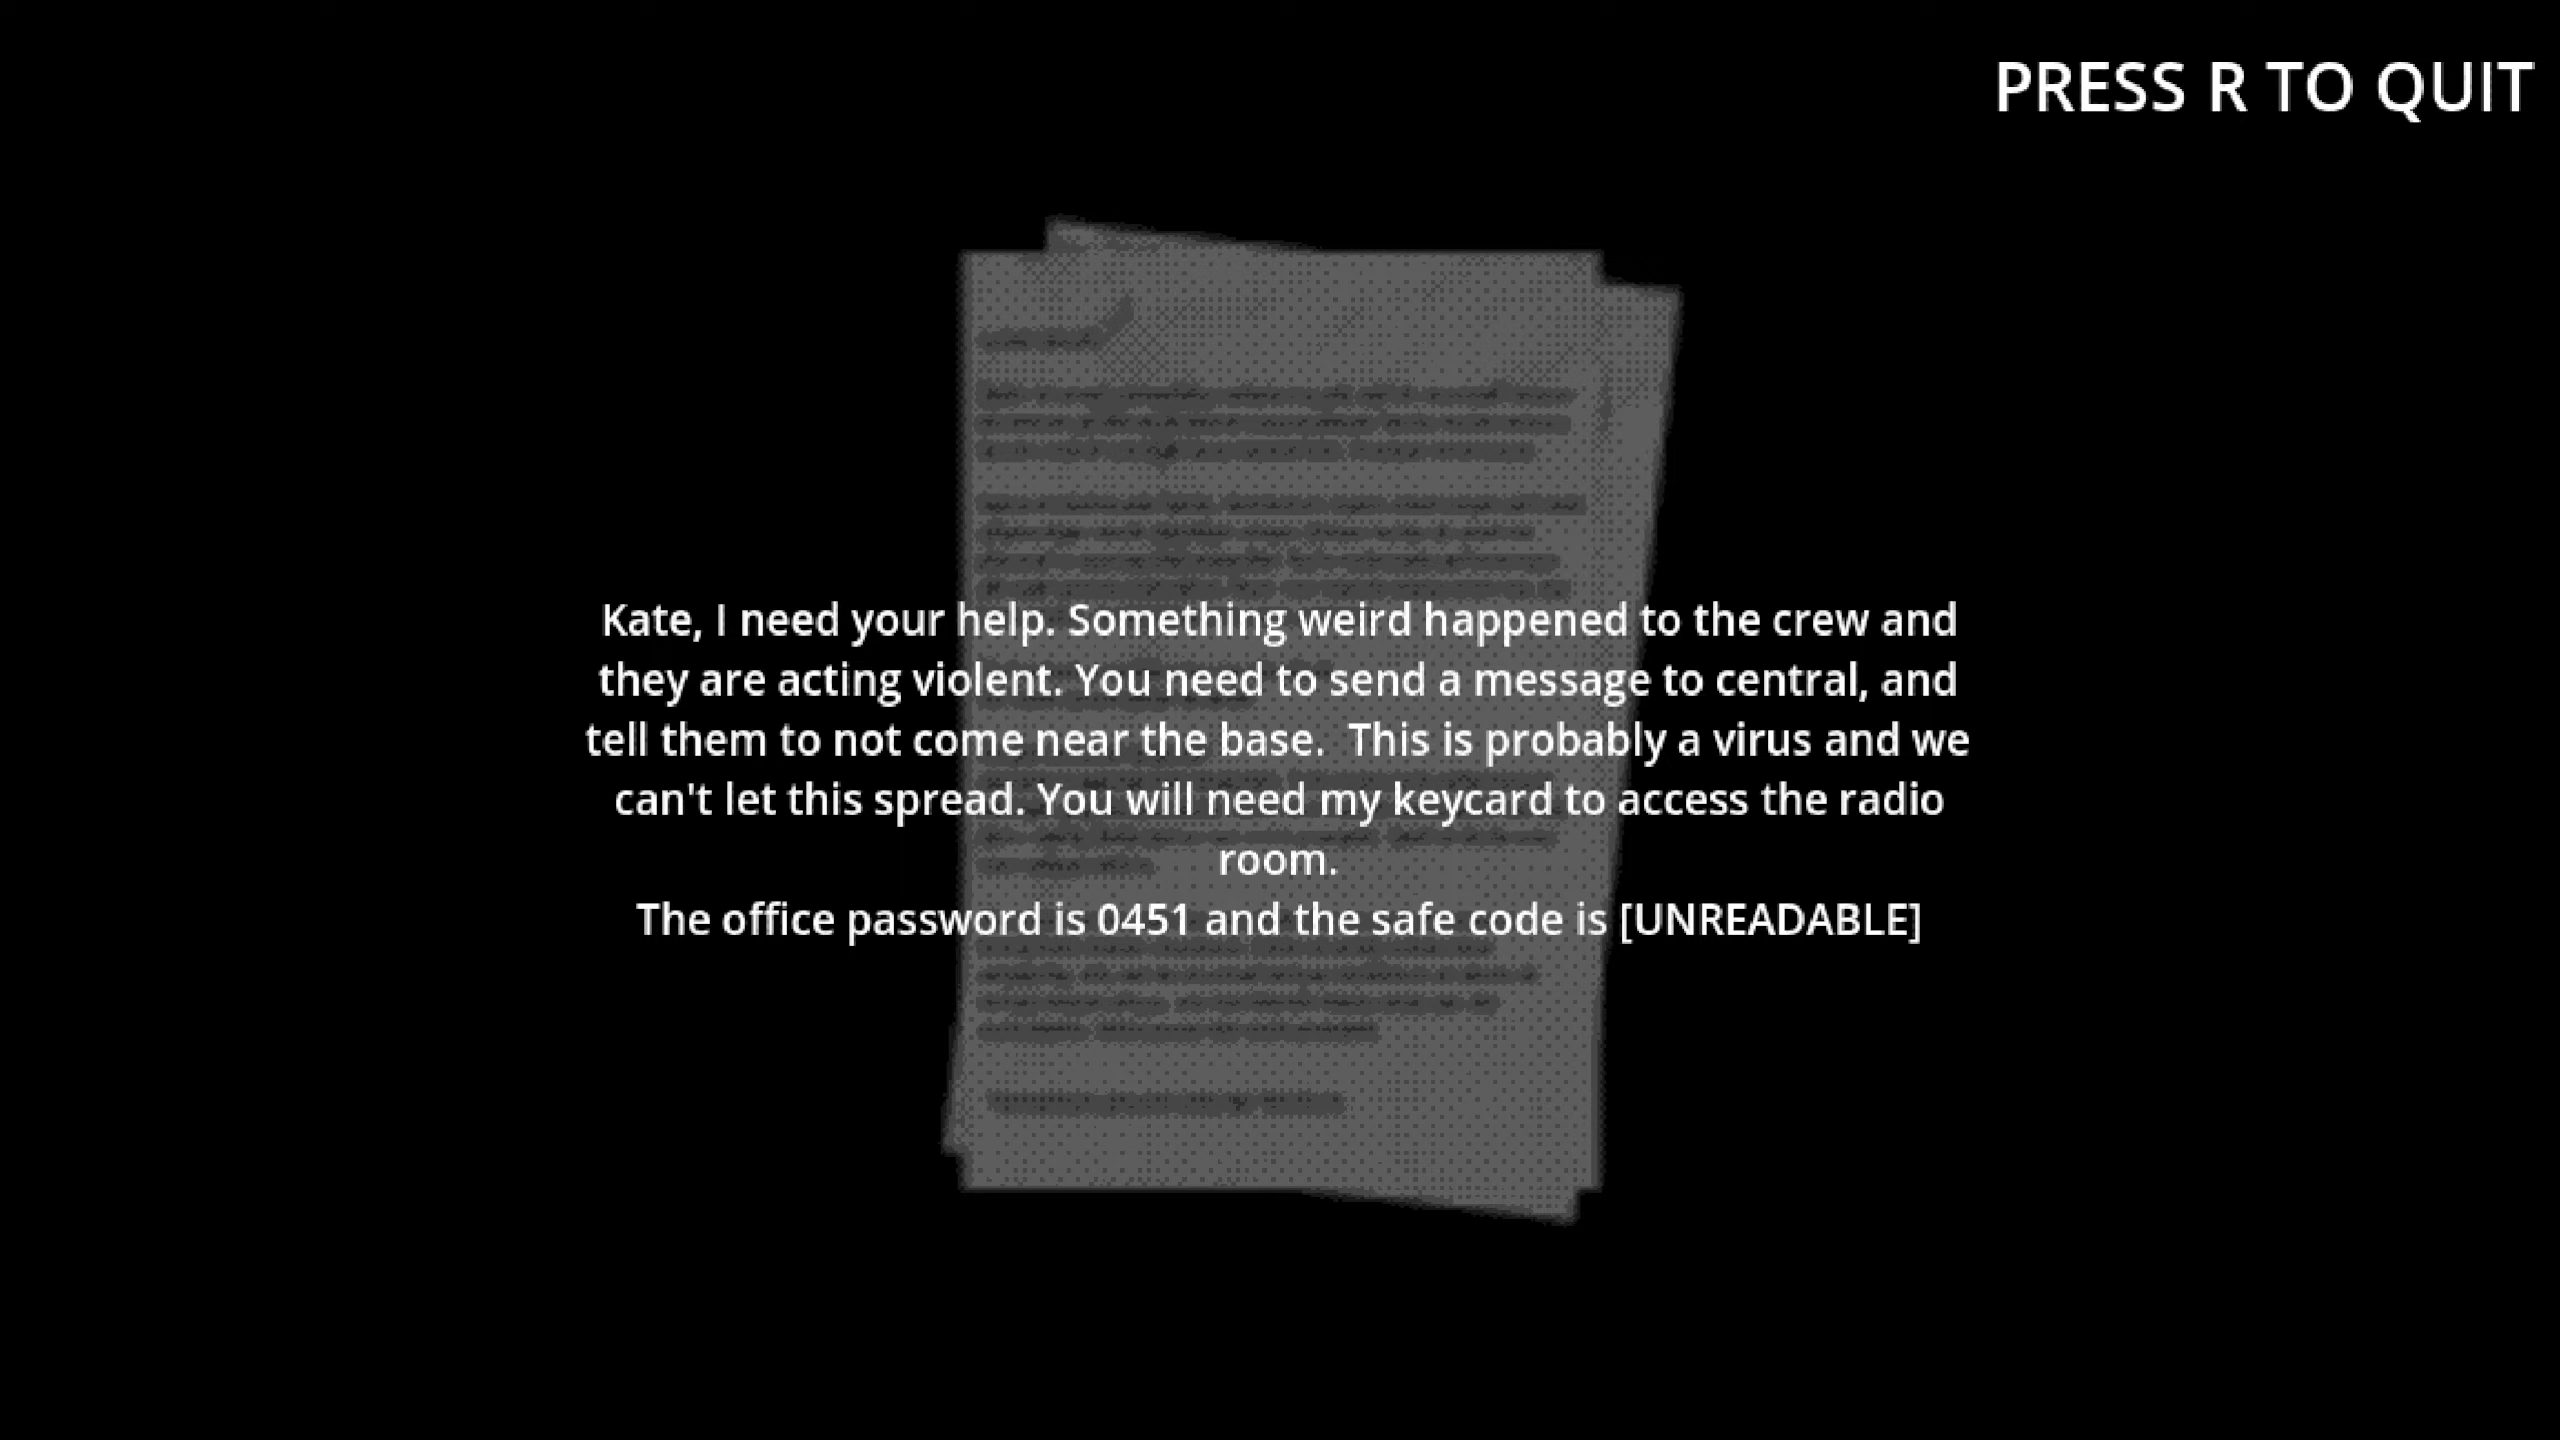 PRESS R TO QUIT
Kate, I need your help. Something weird happened to the crew and
they are acting violent. You need to send a message to central, and
tell them to not come near the base.  This is probably a virus and we
can't let this spread. You will need my keycard to access the radio
room.
The office password is 0451 and the safe code is [UNREADABLE]